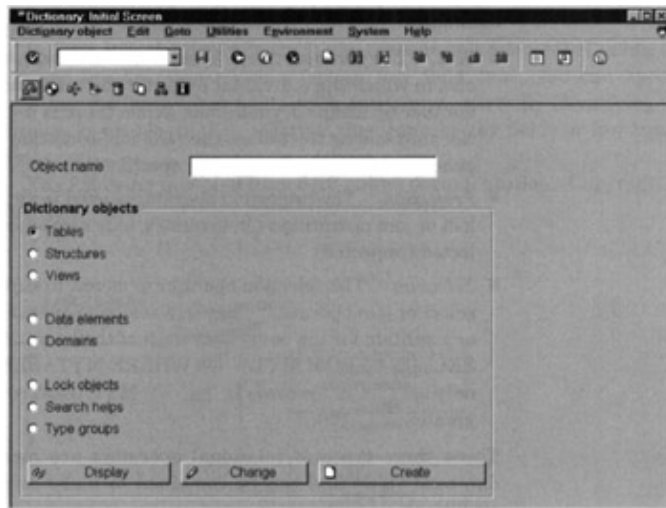 Dictionary: Initial Screen
Dictionary object Edit Goto Utilities Environment System Help
Object name
Dictionary objects
Tables
Structures
Views
Data elements
Domains
Lock objects
Search helps
Type groups
Display Change Create